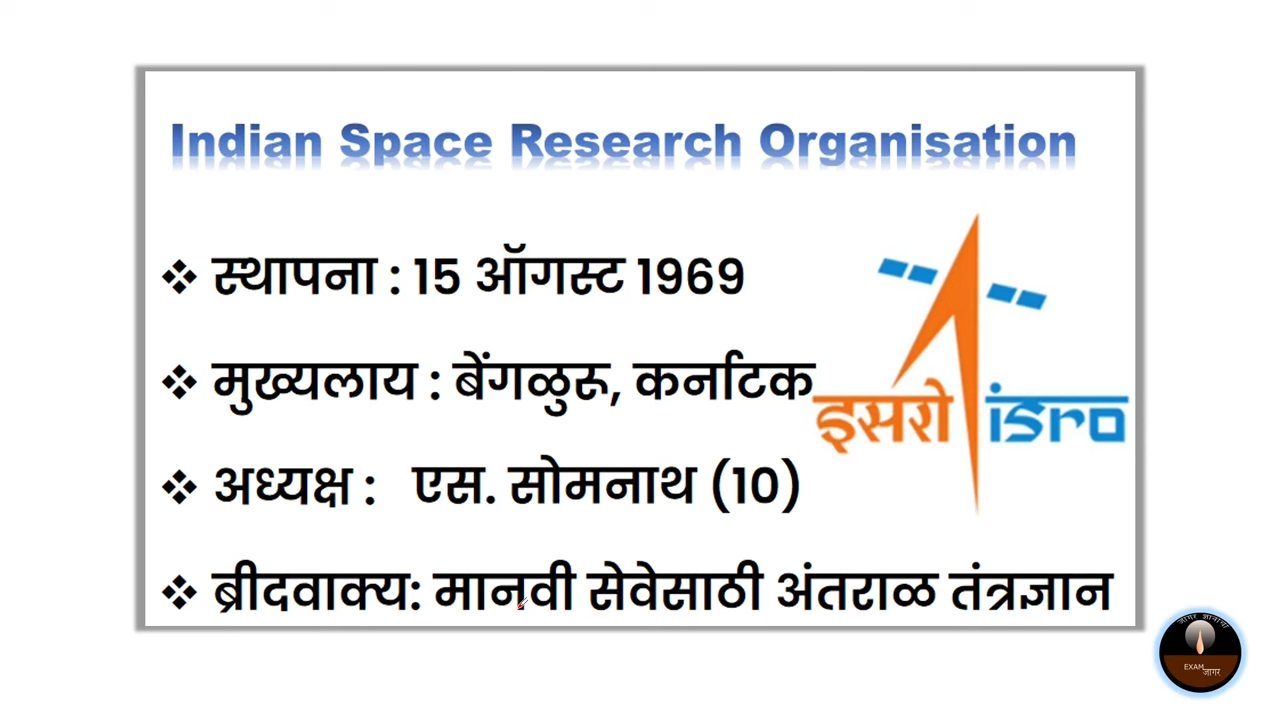 Indian Space Research Organisation
❖ स्थापना : 15 ऑगस्ट 1969
❖ मुख्यलाय : बेंगळुरू, कर्नाटक
इसरो isro
❖ अध्यक्ष : एस. सोमनाथ (10)
❖ ब्रीदवाक्य: मानवी सेवेसाठी अंतराळ तंत्रज्ञान
जागर ज्ञानाचा
EXAM जागर